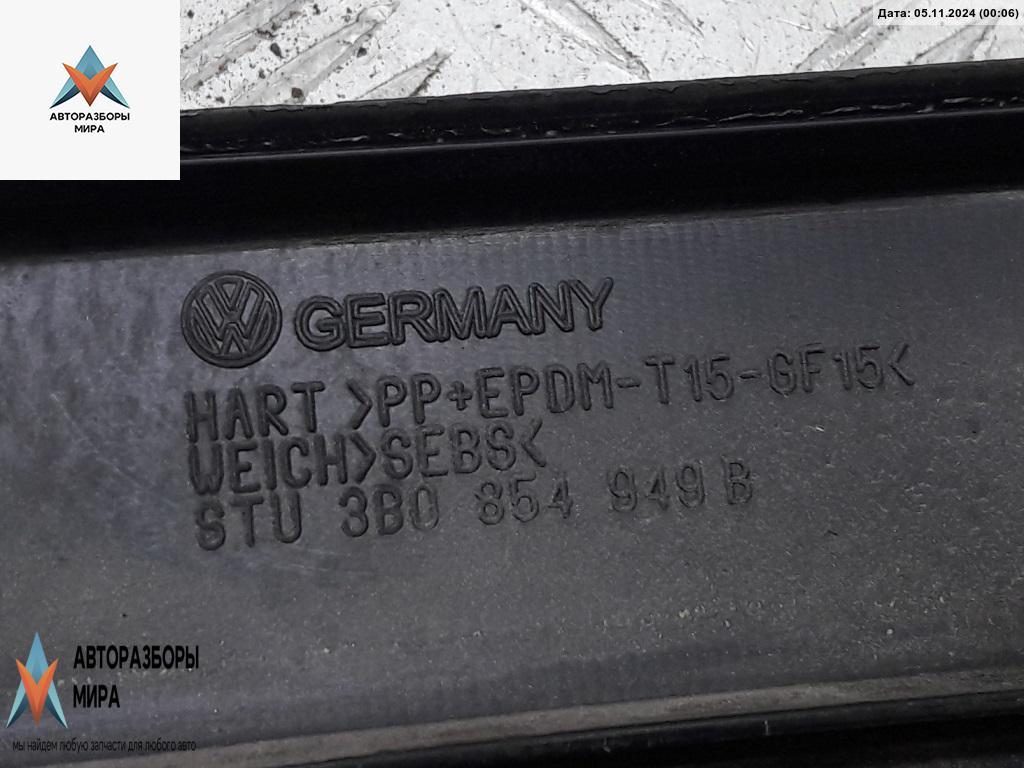 Дата: 05.11.2024 (00:06)
АВТОРАЗБОРЫ
МИРА
GERMANY
HART >PP+EPDM-T15-GF15<
WEICH>SEBS<
STU 3B0 854 949 B
АВТОРАЗБОРЫ
МИРА
мы найдем любую запчасти для любого авто